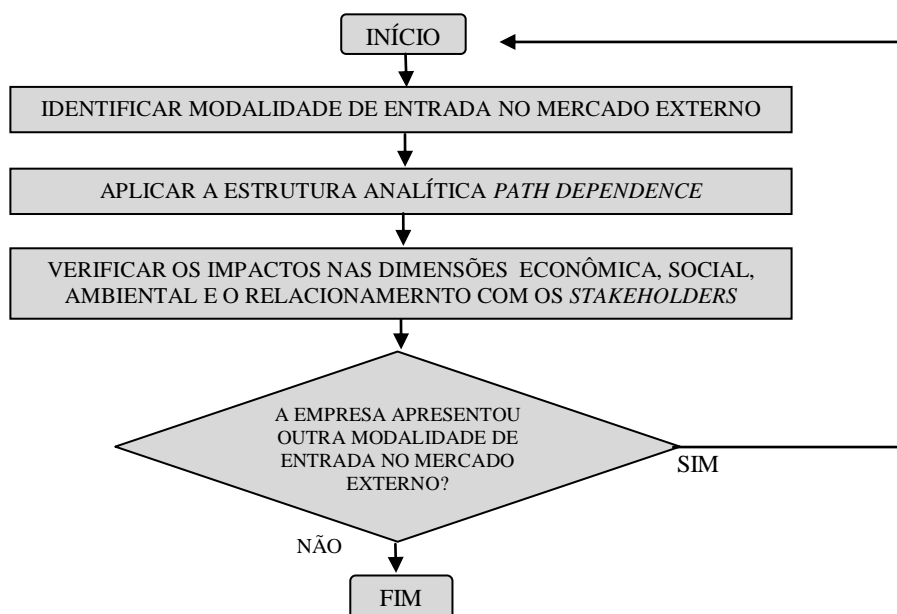 INÍCIO
IDENTIFICAR MODALIDADE DE ENTRADA NO MERCADO EXTERNO
APLICAR A ESTRUTURA ANALÍTICA PATH DEPENDENCE
VERIFICAR OS IMPACTOS NAS DIMENSÕES ECONÔMICA, SOCIAL,
AMBIENTAL E O RELACIONAMERNTO COM OS STAKEHOLDERS
A EMPRESA APRESENTOU
OUTRA MODALIDADE DE
ENTRADA NO MERCADO
EXTERNO?
SIM
NÃO
FIM